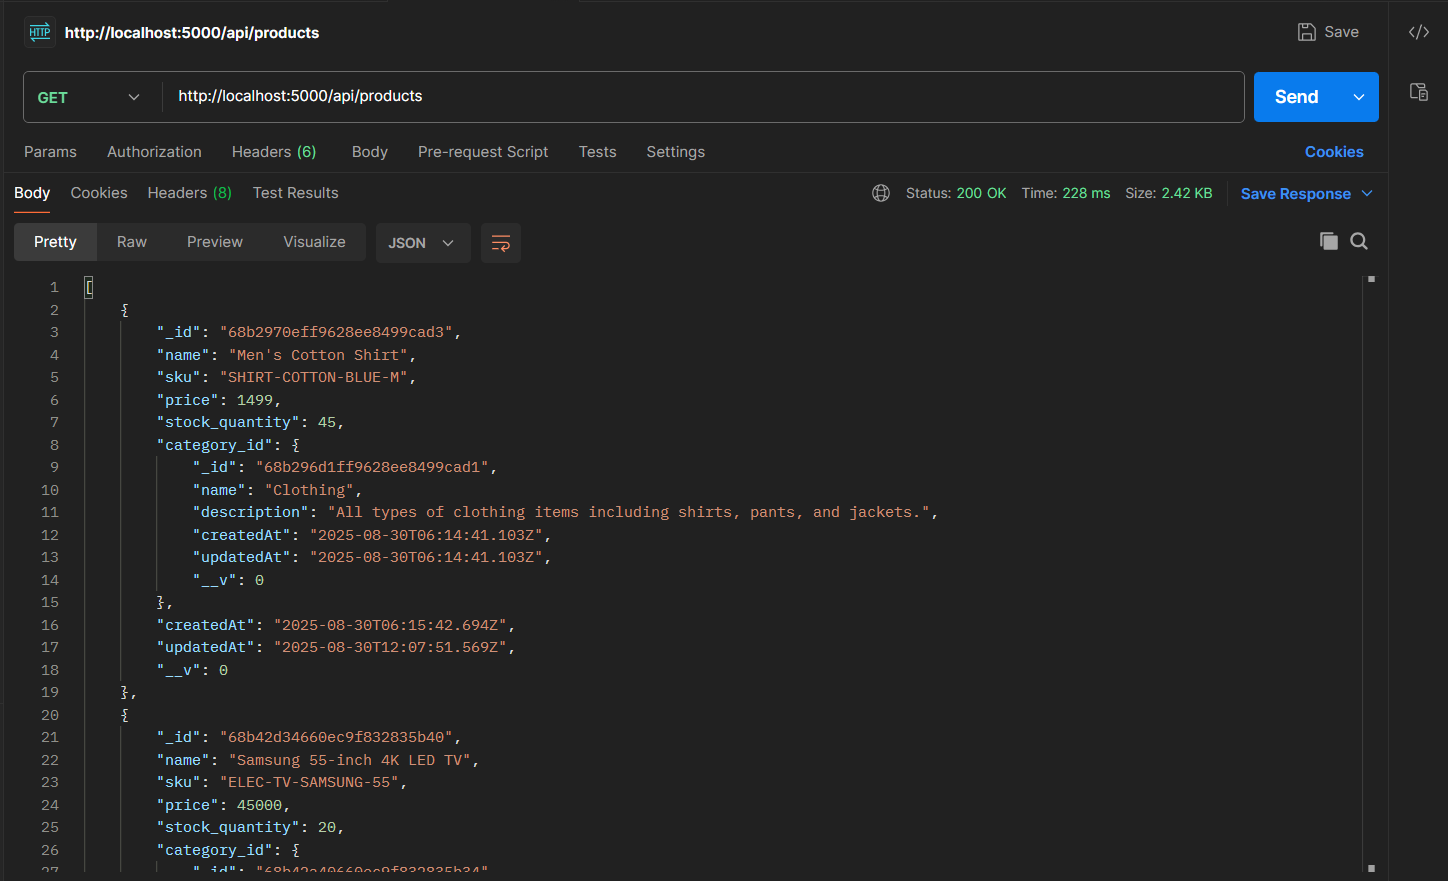 HTTP http://localhost:5000/api/products Save
GET http://localhost:5000/api/products Send
Params Authorization Headers (6) Body Pre-request Script Tests Settings Cookies
Body Cookies Headers (8) Test Results Status: 200 OK Time: 228 ms Size: 2.42 KB Save Response
Pretty Raw Preview Visualize JSON
1 [
2 {
3 "_id": "68b2970eff9628ee8499cad3",
4 "name": "Men's Cotton Shirt",
5 "sku": "SHIRT-COTTON-BLUE-M",
6 "price": 1499,
7 "stock_quantity": 45,
8 "category_id": {
9 "_id": "68b296d1ff9628ee8499cad1",
10 "name": "Clothing",
11 "description": "All types of clothing items including shirts, pants, and jackets.",
12 "createdAt": "2025-08-30T06:14:41.103Z",
13 "updatedAt": "2025-08-30T06:14:41.103Z",
14 "__v": 0
15 },
16 "createdAt": "2025-08-30T06:15:42.694Z",
17 "updatedAt": "2025-08-30T12:07:51.569Z",
18 "__v": 0
19 },
20 {
21 "_id": "68b42d34660ec9f832835b40",
22 "name": "Samsung 55-inch 4K LED TV",
23 "sku": "ELEC-TV-SAMSUNG-55",
24 "price": 45000,
25 "stock_quantity": 20,
26 "category_id": {
27 "_id": "68b42a40660ec9f832835b34"